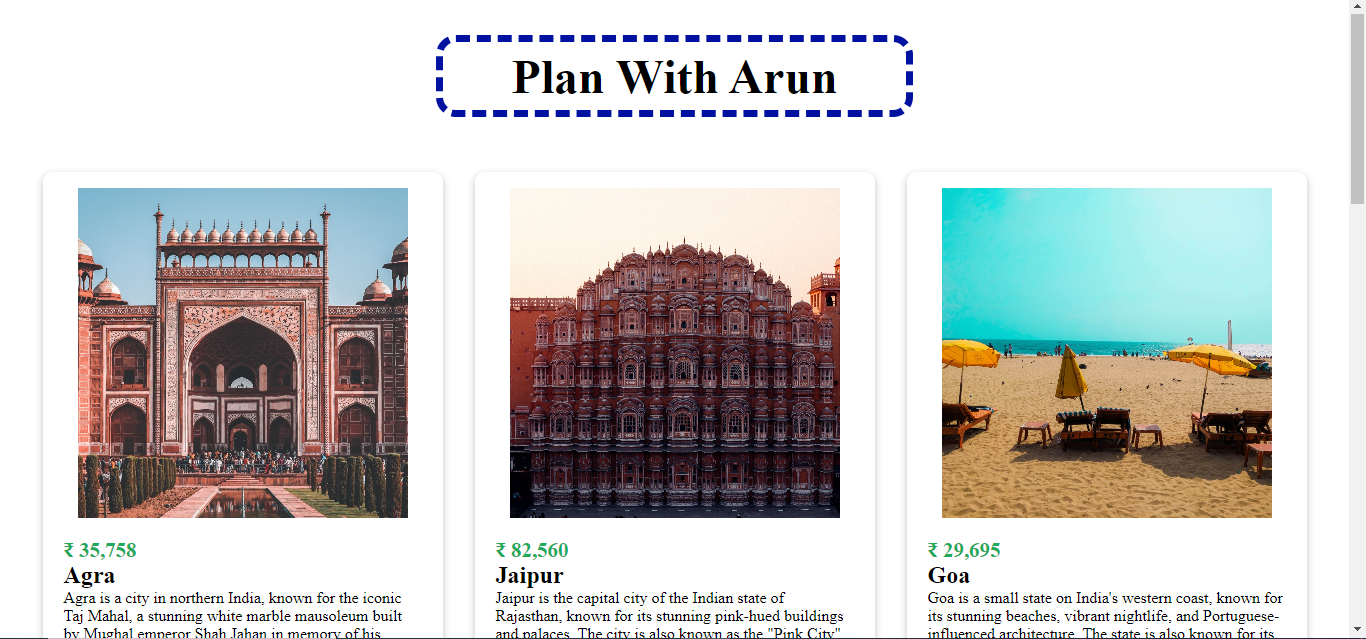 Plan With Arun
₹ 35,758
Agra
Agra is a city in northern India, known for the iconic
Taj Mahal, a stunning white marble mausoleum built
by Mughal emperor Shah Jahan in memory of his
₹ 82,560
Jaipur
Jaipur is the capital city of the Indian state of
Rajasthan, known for its stunning pink-hued buildings
and palaces. The city is also known as the "Pink City"
₹ 29,695
Goa
Goa is a small state on India's western coast, known for
its stunning beaches, vibrant nightlife, and Portuguese-
influenced architecture. The state is also known for its